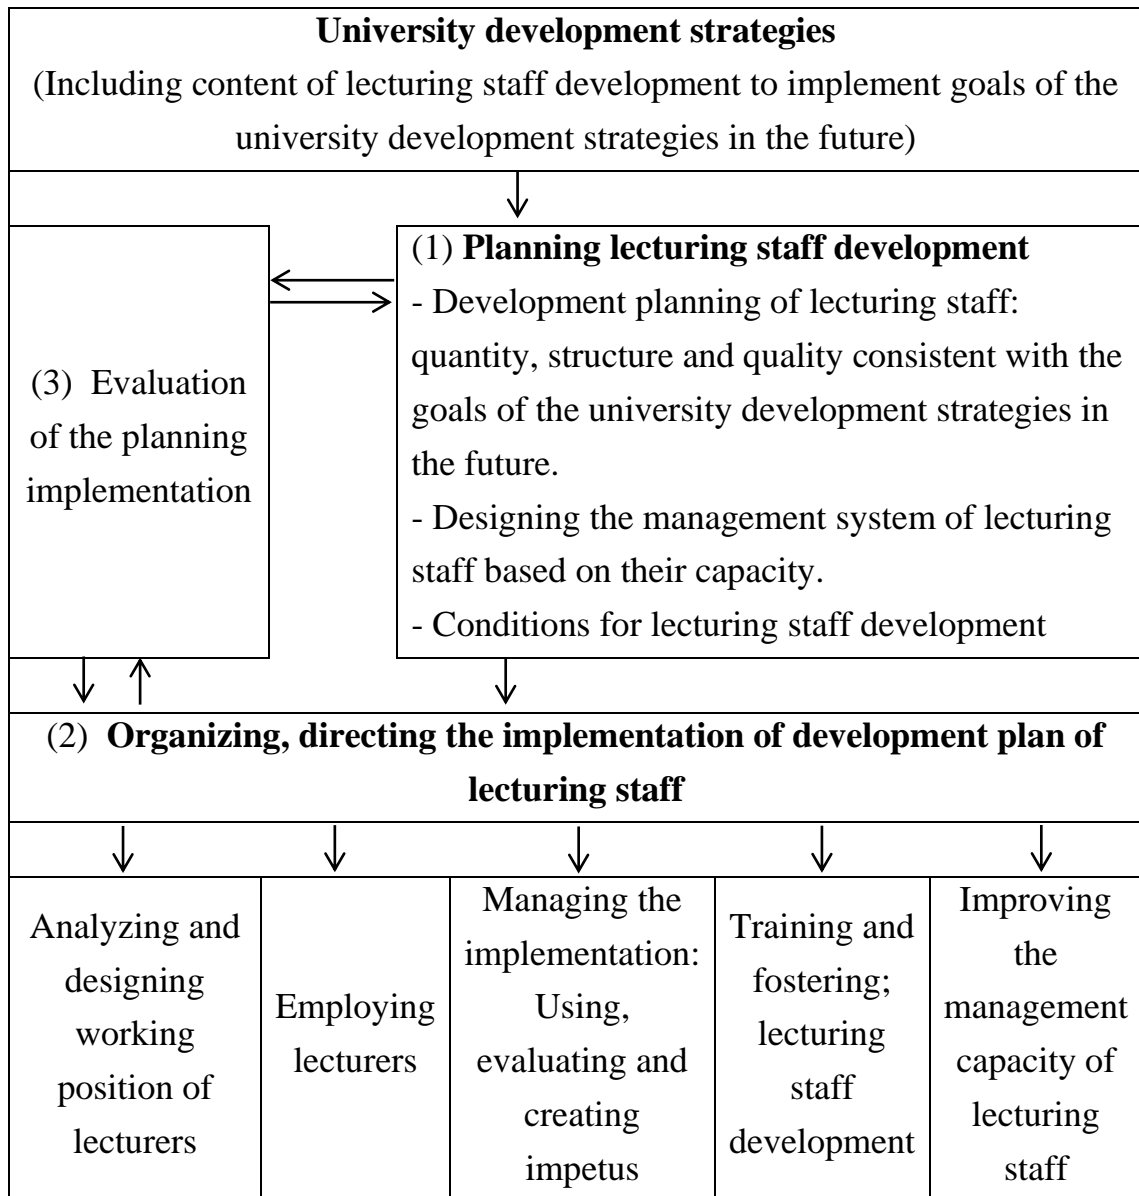 University development strategies
(Including content of lecturing staff development to implement goals of the
university development strategies in the future)
(1) Planning lecturing staff development
- Development planning of lecturing staff:
quantity, structure and quality consistent with the
goals of the university development strategies in
the future.
- Designing the management system of lecturing
staff based on their capacity.
- Conditions for lecturing staff development
(3) Evaluation
of the planning
implementation
(2) Organizing, directing the implementation of development plan of
lecturing staff
Analyzing and
designing
working
position of
lecturers
Employing
lecturers
Managing the
implementation:
Using,
evaluating and
creating
impetus
Training and
fostering;
lecturing
staff
development
Improving
the
management
capacity of
lecturing
staff